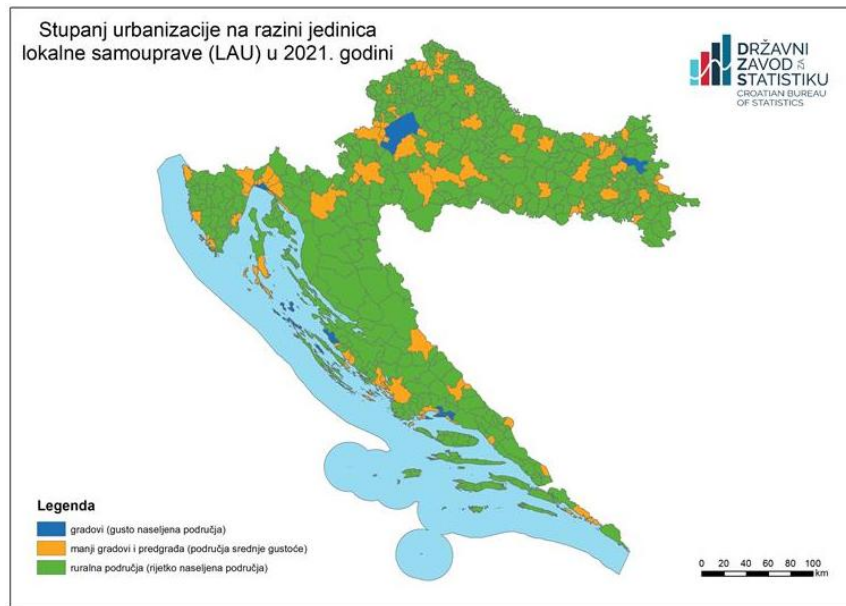 Stupanj urbanizacije na razini jedinica
lokalne samouprave (LAU) u 2021. godini
DRŽAVNI
ZAVOD ZA
STATISTIKU
CROATIAN BUREAU
OF STATISTICS
Legenda
gradovi (gusto naseljena područja)
manji gradovi i predgrađa (područja srednje gustoće)
ruralna područja (rijetko naseljena područja)
0 20 40 60 80 100
km